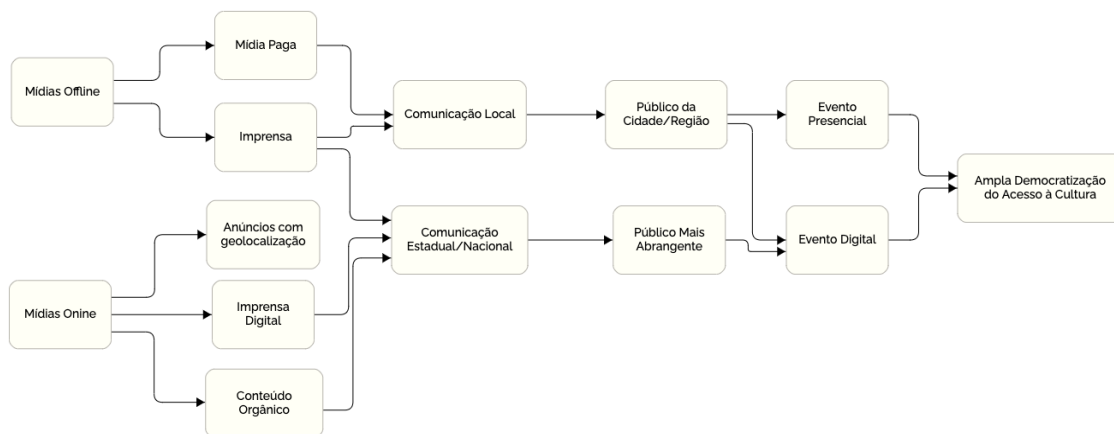 Mídia Paga
Mídias Offline
Imprensa
Comunicação Local
Público da
Cidade/Região
Evento
Presencial
Ampla Democratização
do Acesso à Cultura
Anúncios com
geolocalização
Comunicação
Estadual/Nacional
Público Mais
Abrangente
Evento Digital
Mídias Onine
Imprensa
Digital
Conteúdo
Orgânico